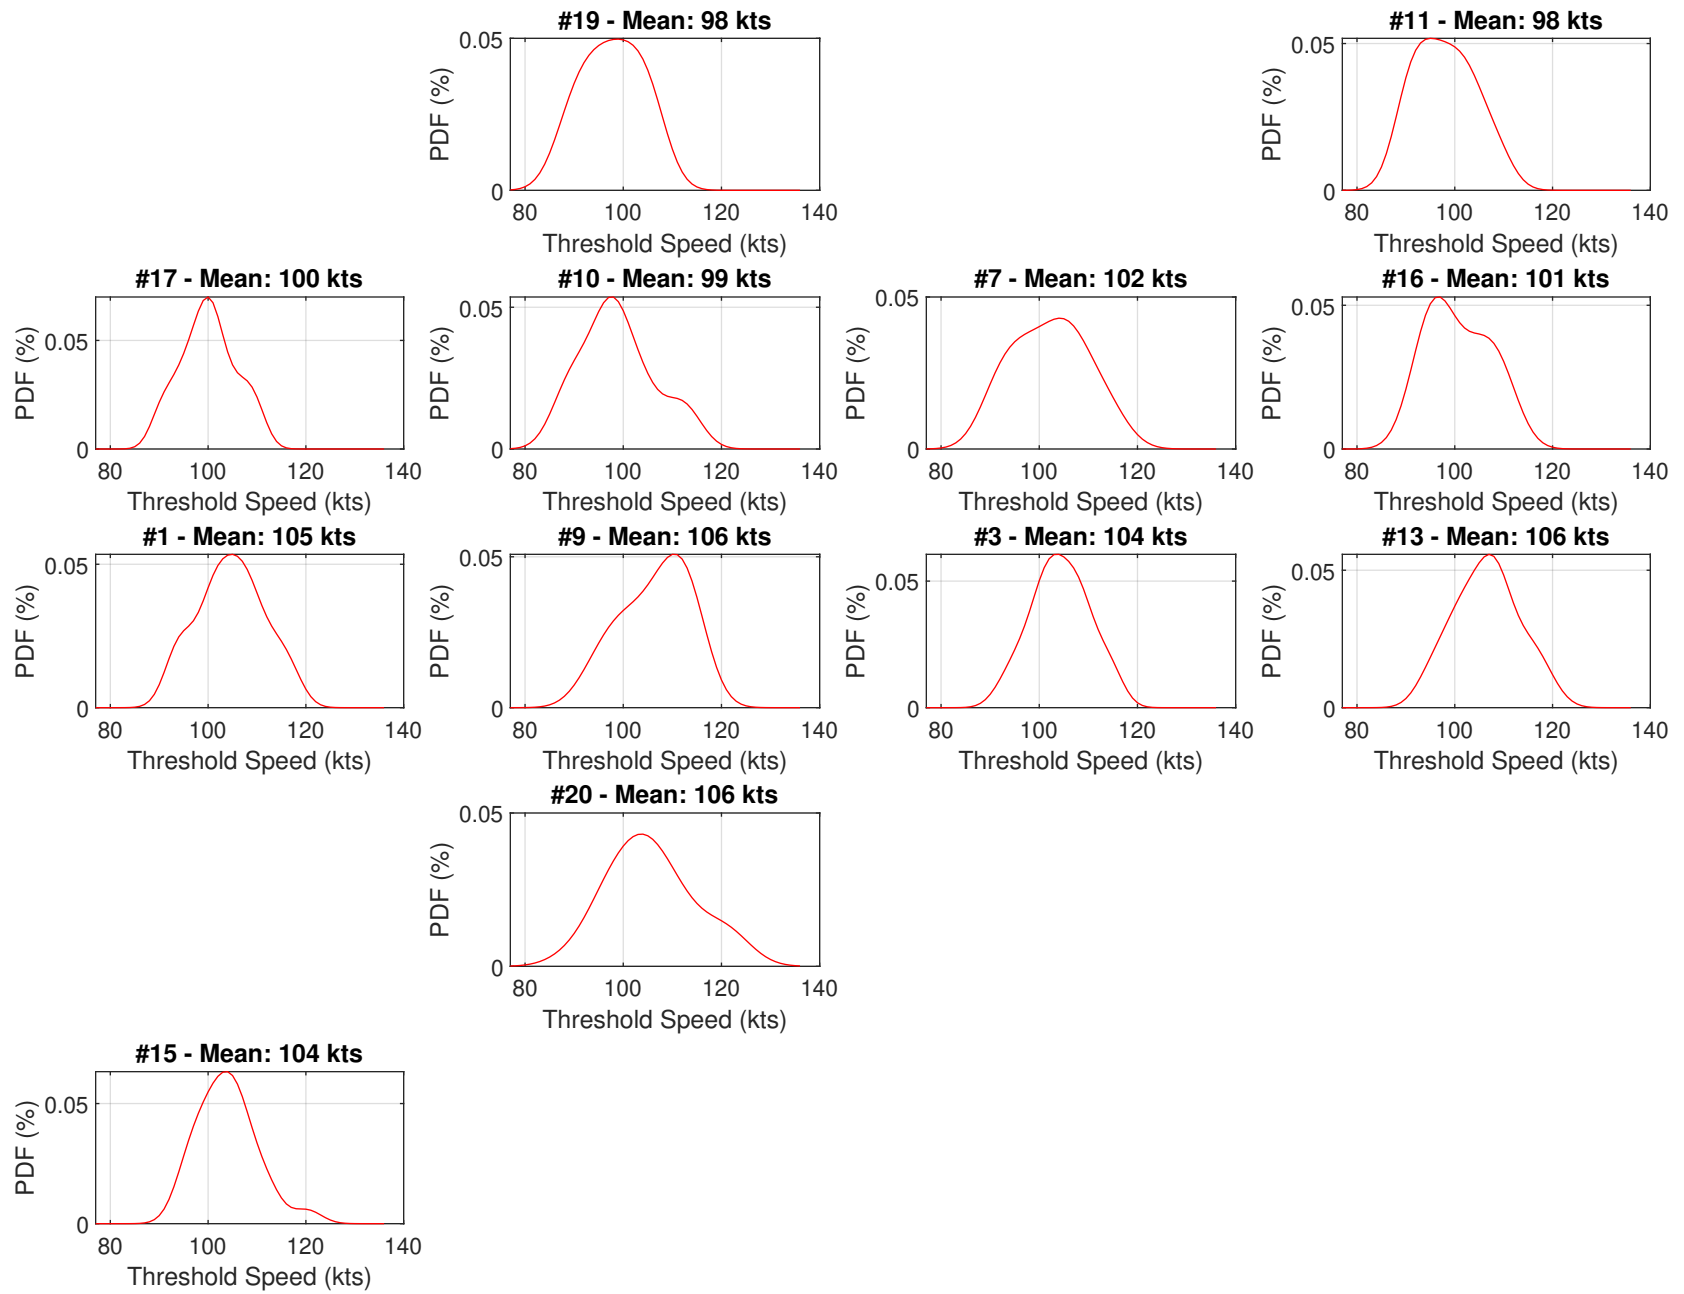 #19 - Mean: 98 kts
0.05
0
PDF (%)
80 100 120 140
Threshold Speed (kts)
#11 - Mean: 98 kts
0.05
0
PDF (%)
80 100 120 140
Threshold Speed (kts)
#17 - Mean: 100 kts
0.05
0
PDF (%)
80 100 120 140
Threshold Speed (kts)
#10 - Mean: 99 kts
0.05
0
PDF (%)
80 100 120 140
Threshold Speed (kts)
#7 - Mean: 102 kts
0.05
0
PDF (%)
80 100 120 140
Threshold Speed (kts)
#16 - Mean: 101 kts
0.05
0
PDF (%)
80 100 120 140
Threshold Speed (kts)
#1 - Mean: 105 kts
0.05
0
PDF (%)
80 100 120 140
Threshold Speed (kts)
#9 - Mean: 106 kts
0.05
0
PDF (%)
80 100 120 140
Threshold Speed (kts)
#3 - Mean: 104 kts
0.05
0
PDF (%)
80 100 120 140
Threshold Speed (kts)
#13 - Mean: 106 kts
0.05
0
PDF (%)
80 100 120 140
Threshold Speed (kts)
#20 - Mean: 106 kts
0.05
0
PDF (%)
80 100 120 140
Threshold Speed (kts)
#15 - Mean: 104 kts
0.05
0
PDF (%)
80 100 120 140
Threshold Speed (kts)